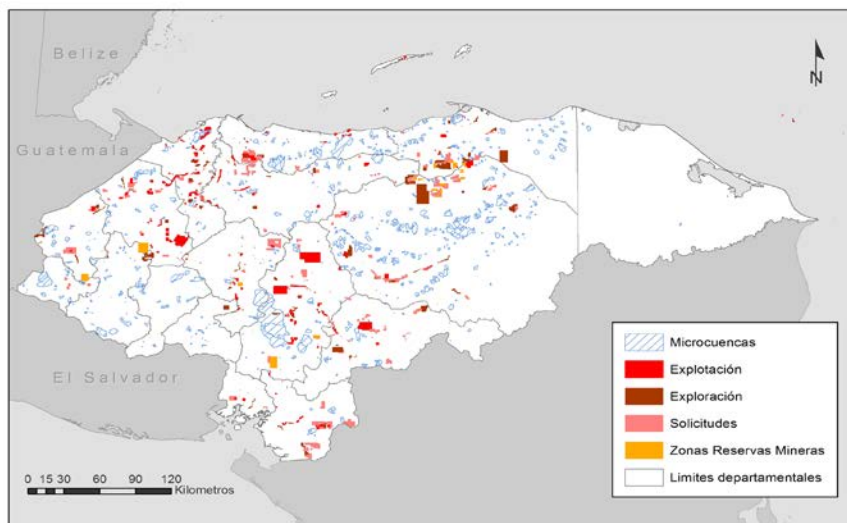 Belize
Guatemala
El Salvador
N
Microcuencas
Explotación
Exploración
Solicitudes
Zonas Reservas Mineras
Limites departamentales
0 15 30 60 90 120
Kilometros